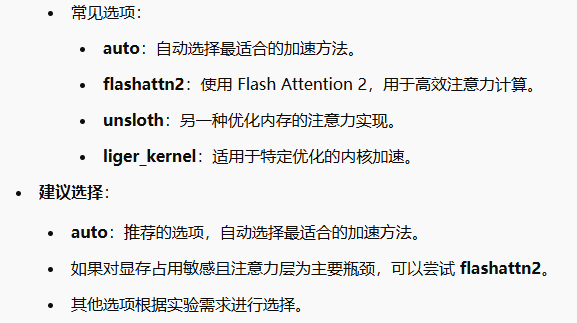 常见选项：
auto：自动选择最适合的加速方法。
flashattn2：使用 Flash Attention 2，用于高效注意力计算。
unsloth：另一种优化内存的注意力实现。
liger_kernel：适用于特定优化的内核加速。
建议选择：
auto：推荐的选项，自动选择最适合的加速方法。
如果对显存占用敏感且注意力层为主要瓶颈，可以尝试 flashattn2。
其他选项根据实验需求进行选择。